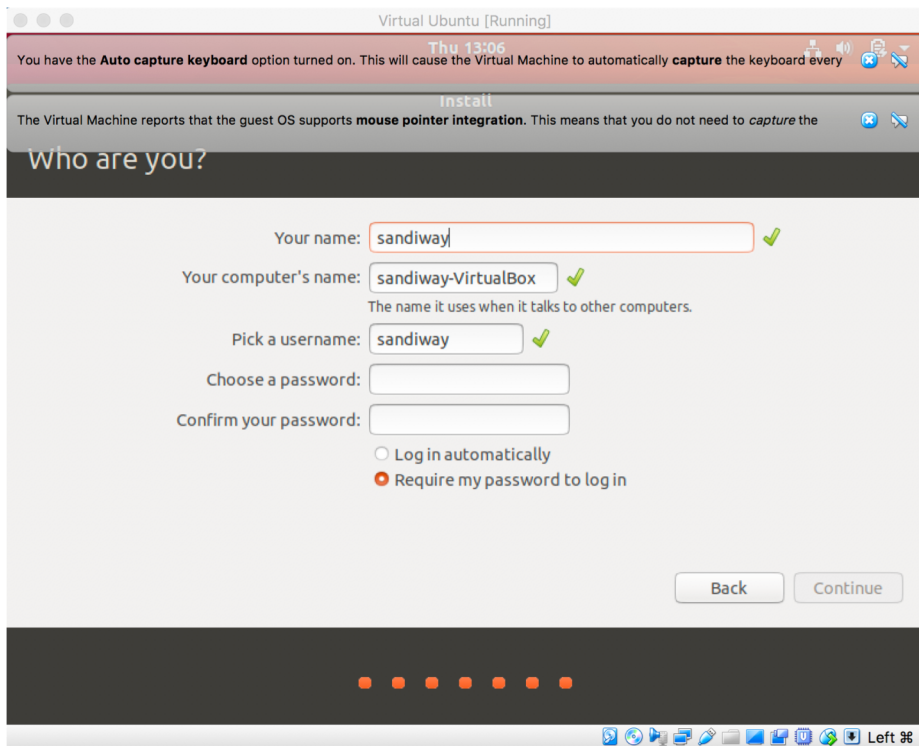 Virtual Ubuntu [Running]
Thu 13:06
You have the Auto capture keyboard option turned on. This will cause the Virtual Machine to automatically capture the keyboard every
Install
The Virtual Machine reports that the guest OS supports mouse pointer integration. This means that you do not need to capture the
Who are you?
Your name: sandiway
Your computer's name: sandiway-VirtualBox
The name it uses when it talks to other computers.
Pick a username: sandiway
Choose a password:
Confirm your password:
Log in automatically
Require my password to log in
Back Continue
Left ⌘